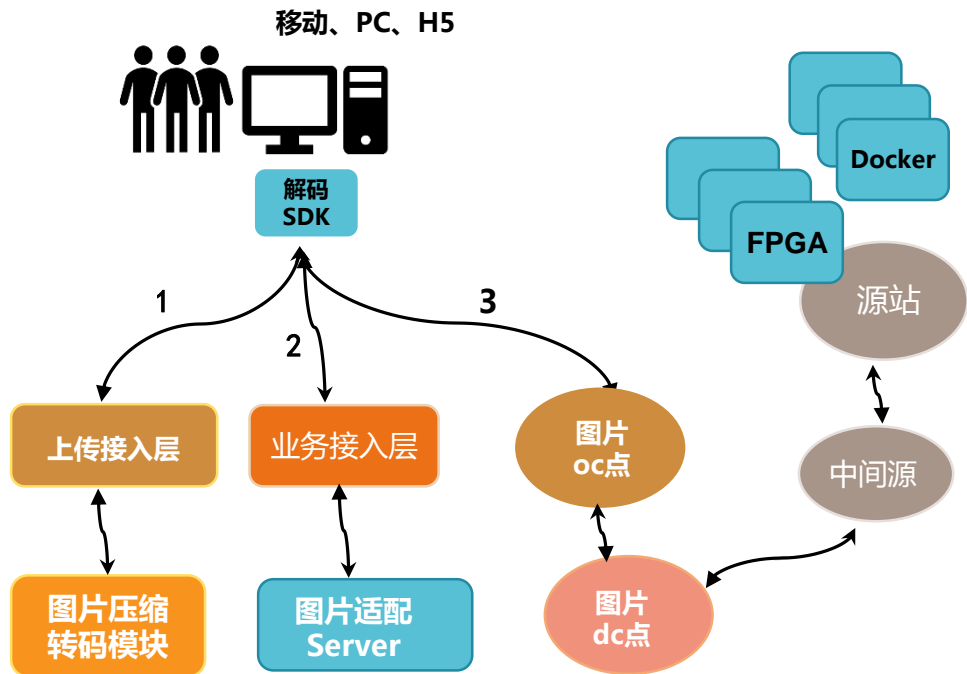 移动、PC、H5
Docker
解码
SDK
FPGA
1
2
3
源站
上传接入层
业务接入层
图片
oc点
中间源
图片压缩
转码模块
图片适配
Server
图片
dc点